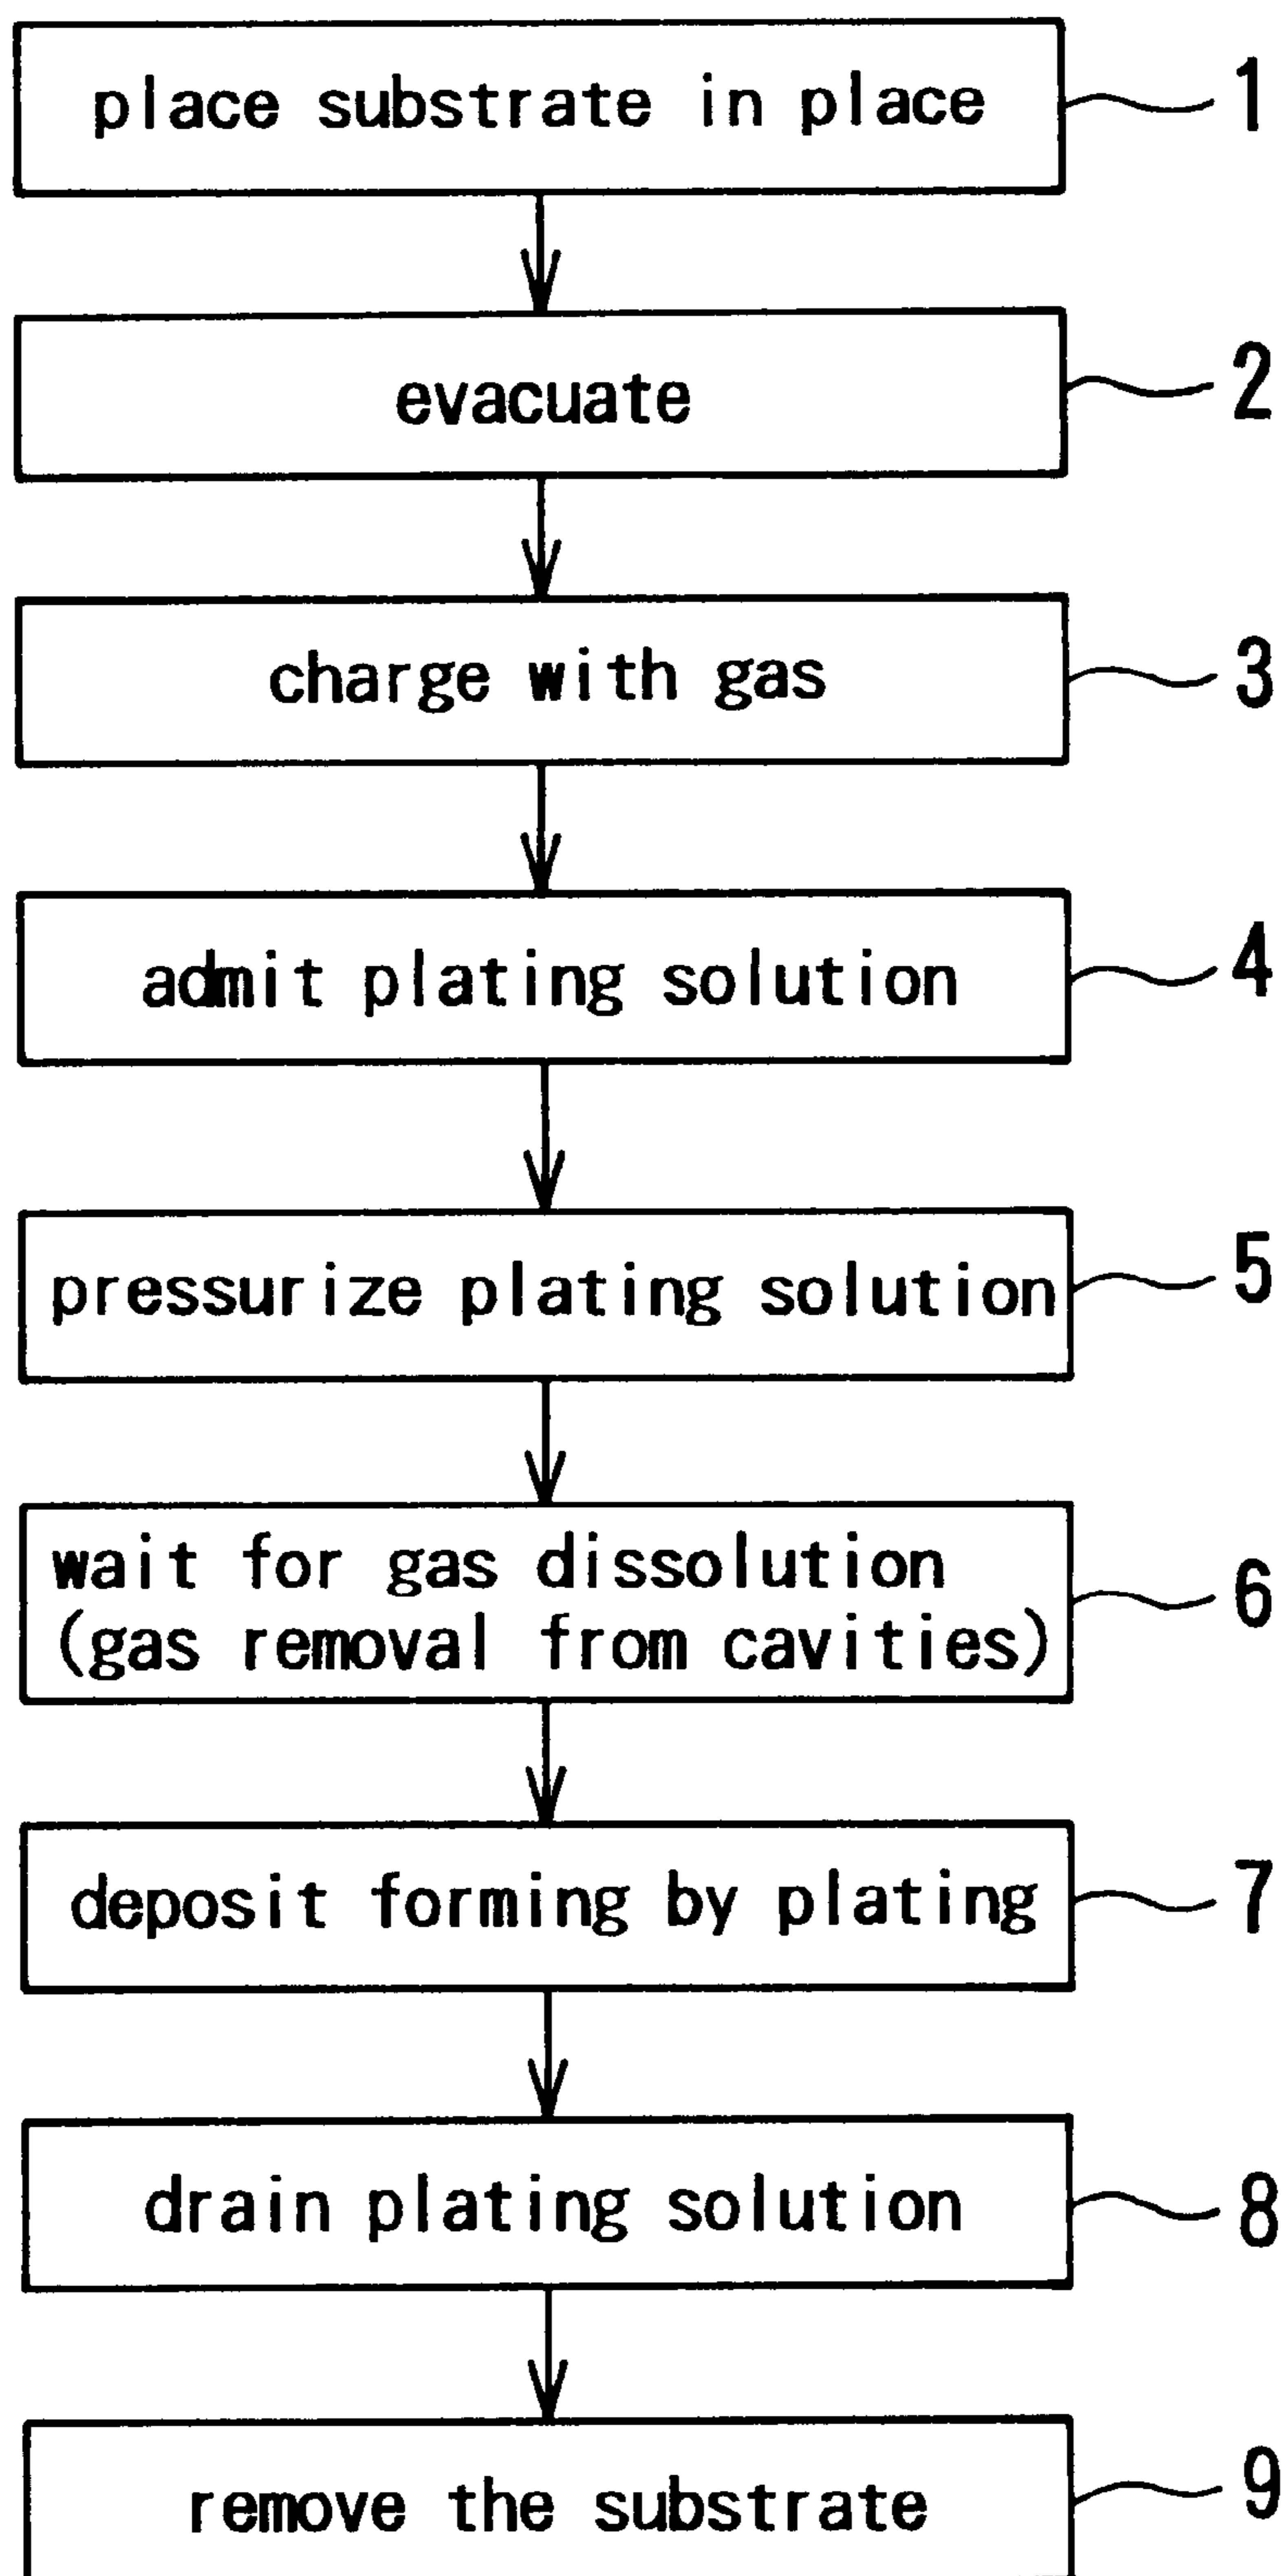 place substrate in place 1
evacuate 2
charge with gas 3
admit plating solution 4
pressurize plating solution 5
wait for gas dissolution
(gas removal from cavities) 6
deposit forming by plating 7
drain plating solution 8
remove the substrate 9